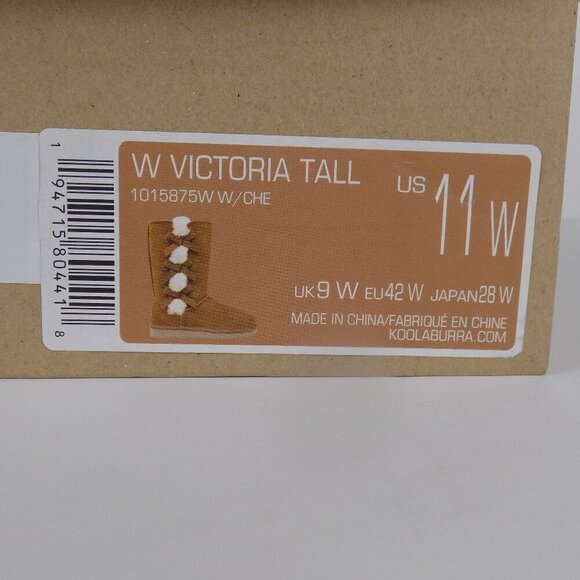 1 94715 80441 8
W VICTORIA TALL
1015875W W/CHE
US 11 W
UK 9 W EU 42 W JAPAN 28 W
MADE IN CHINA/FABRIQUÉ EN CHINE
KOOLABURRA.COM